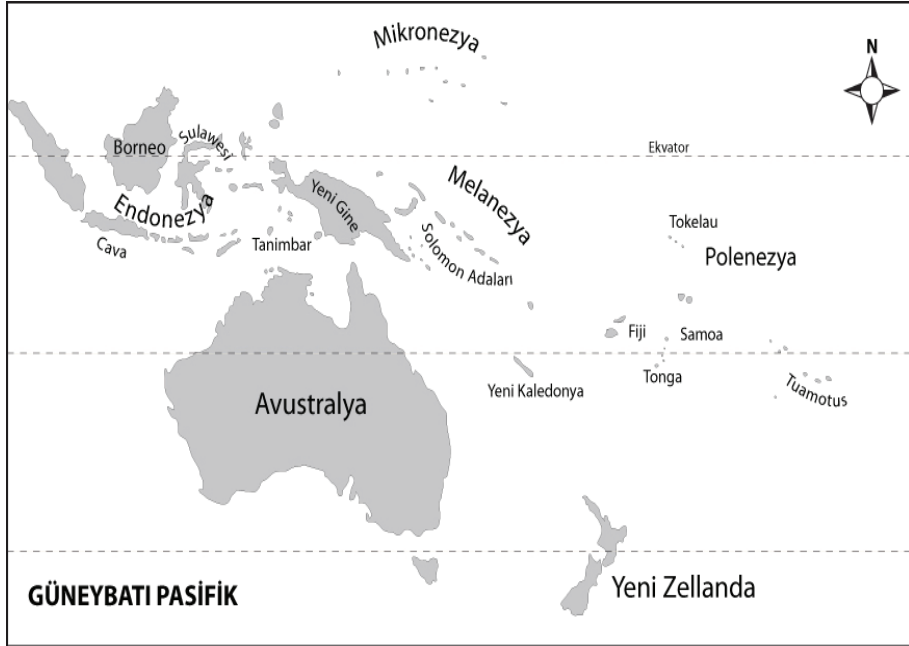 Mikronezya
N
Borneo
Sulawesi
Ekvator
Endonezya
Yeni Gine
Melanezya
Cava
Tanimbar
Solomon Adaları
Tokelau
Polenezya
Fiji
Samoa
Yeni Kaledonya
Tonga
Tuamotus
Avustralya
GÜNEYBATI PASİFİK
Yeni Zellanda